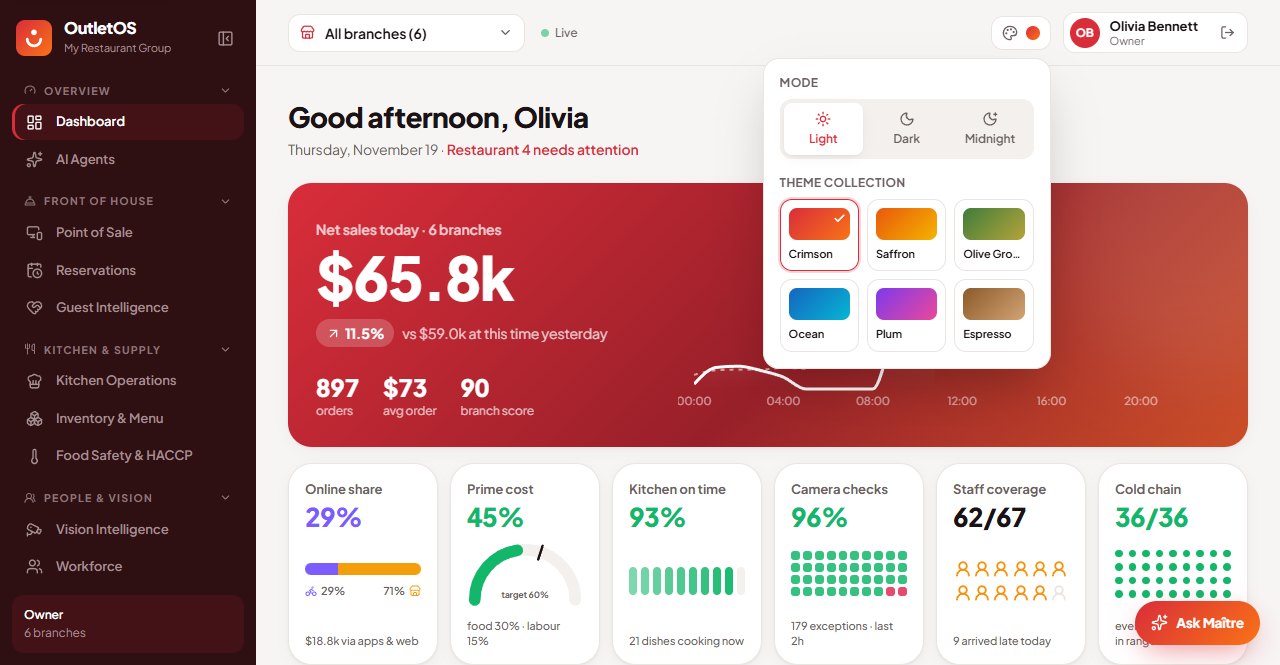 OutletOS
My Restaurant Group
OVERVIEW
Dashboard
AI Agents
FRONT OF HOUSE
Point of Sale
Reservations
Guest Intelligence
KITCHEN & SUPPLY
Kitchen Operations
Inventory & Menu
Food Safety & HACCP
PEOPLE & VISION
Vision Intelligence
Workforce
Owner
6 branches
All branches (6)
Live
OB
Olivia Bennett
Owner
MODE
Light
Dark
Midnight
THEME COLLECTION
Crimson
Saffron
Olive Gro...
Ocean
Plum
Espresso
Good afternoon, Olivia
Thursday, November 19 · Restaurant 4 needs attention
Net sales today · 6 branches
$65.8k
11.5% vs $59.0k at this time yesterday
897 $73 90
orders avg order branch score
00:00 04:00 08:00 12:00 16:00 20:00
Online share
29%
29% 71%
$18.8k via apps & web
Prime cost
45%
target 60%
food 30% · labour
15%
Kitchen on time
93%
21 dishes cooking now
Camera checks
96%
179 exceptions · last
2h
Staff coverage
62/67
9 arrived late today
Cold chain
36/36
in
Ask Maître